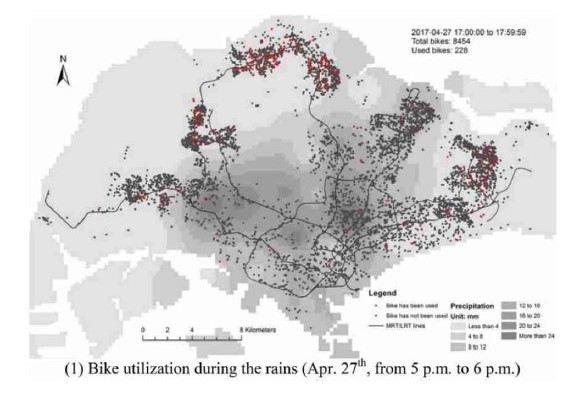 2017-04-27 17:00:00 to 17:59:59
Total bikes: 8454
Used bikes: 228
N
Legend
Bike has been used
Bike has not been used
MRT/LRT lines
Precipitation
Unit: mm
Less than 4
4 to 8
8 to 12
12 to 16
16 to 20
20 to 24
More than 24
0 2 4 8 Kilometers
(1) Bike utilization during the rains (Apr. 27th, from 5 p.m. to 6 p.m.)